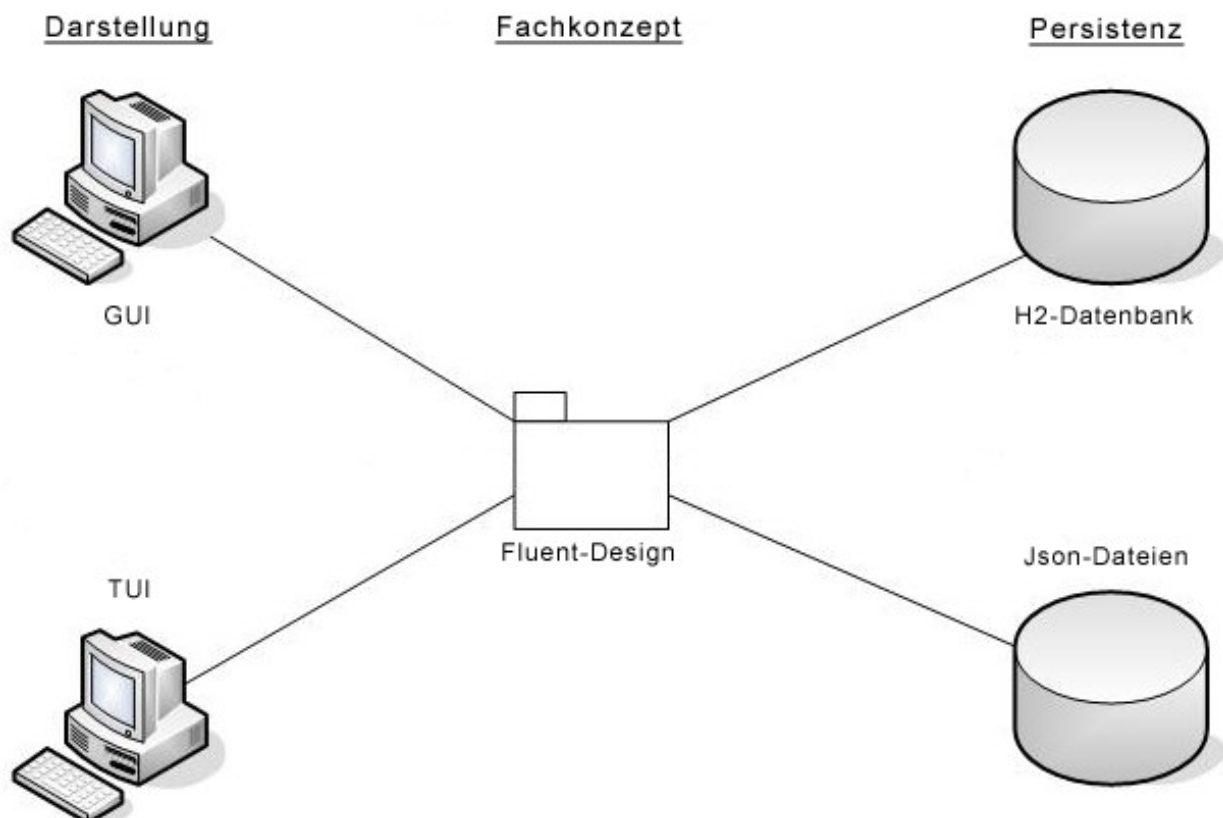 Darstellung
Fachkonzept
Persistenz
GUI
H2-Datenbank
Fluent-Design
TUI
Json-Dateien